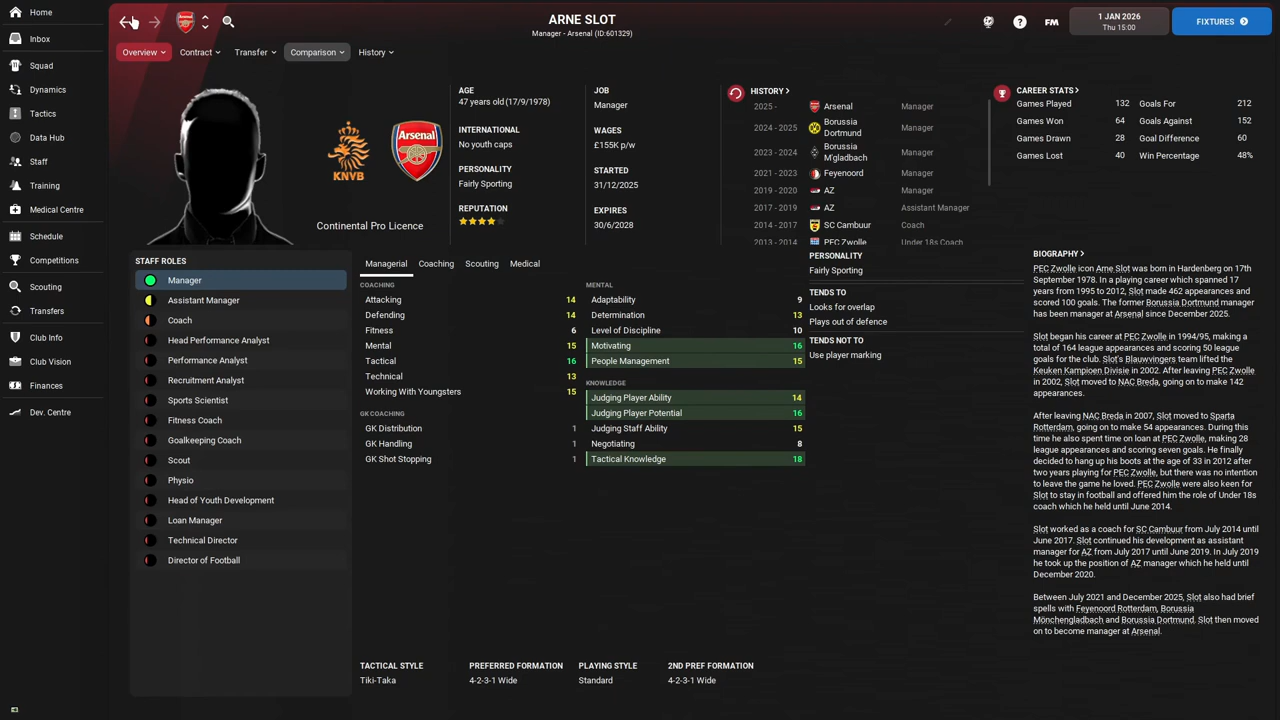 Home
Inbox
Squad
Dynamics
Tactics
Data Hub
Staff
Training
Medical Centre
Schedule
Competitions
Scouting
Transfers
Club Info
Club Vision
Finances
Dev. Centre
ARNE SLOT
Manager - Arsenal (ID:601329)
FM
1 JAN 2026
Thu 15:00
FIXTURES
Overview
Contract
Transfer
Comparison
History
KNVB
Arsenal
Continental Pro Licence
AGE
47 years old (17/9/1978)
INTERNATIONAL
No youth caps
PERSONALITY
Fairly Sporting
REPUTATION
JOB
Manager
WAGES
£155K p/w
STARTED
31/12/2025
EXPIRES
30/6/2028
HISTORY
2025 - Arsenal Manager
2024 - 2025 Borussia Dortmund Manager
2023 - 2024 Borussia M'gladbach Manager
2021 - 2023 Feyenoord Manager
2019 - 2020 AZ Manager
2017 - 2019 AZ Assistant Manager
2014 - 2017 SC Cambuur Coach
2013 - 2014 PEC Zwolle Under 18s Coach
CAREER STATS
Games Played 132 Goals For 212
Games Won 64 Goals Against 152
Games Drawn 28 Goal Difference 60
Games Lost 40 Win Percentage 48%
STAFF ROLES
Manager
Assistant Manager
Coach
Head Performance Analyst
Performance Analyst
Recruitment Analyst
Sports Scientist
Fitness Coach
Goalkeeping Coach
Scout
Physio
Head of Youth Development
Loan Manager
Technical Director
Director of Football
Managerial Coaching Scouting Medical
COACHING
Attacking 14
Defending 14
Fitness 6
Mental 15
Tactical 16
Technical 13
Working With Youngsters 15
GK COACHING
GK Distribution 1
GK Handling 1
GK Shot Stopping 1
MENTAL
Adaptability 9
Determination 13
Level of Discipline 10
Motivating 16
People Management 15
KNOWLEDGE
Judging Player Ability 14
Judging Player Potential 16
Judging Staff Ability 15
Negotiating 8
Tactical Knowledge 18
PERSONALITY
Fairly Sporting
TENDS TO
Looks for overlap
Plays out of defence
TENDS NOT TO
Use player marking
BIOGRAPHY
PEC Zwolle icon Arne Slot was born in Hardenberg on 17th
September 1978. In a playing career which spanned 17
years from 1995 to 2012, Slot made 462 appearances and
scored 100 goals. The former Borussia Dortmund manager
has been manager at Arsenal since December 2025.
Slot began his career at PEC Zwolle in 1994/95, making a
total of 164 league appearances and scoring 50 league
goals for the club. Slot's Blauwvingers team lifted the
Keuken Kampioen Divisie in 2002. After leaving PEC Zwolle
in 2002, Slot moved to NAC Breda, going on to make 142
appearances.
After leaving NAC Breda in 2007, Slot moved to Sparta
Rotterdam, going on to make 54 appearances. During this
time he also spent time on loan at PEC Zwolle, making 28
league appearances and scoring seven goals. He finally
decided to hang up his boots at the age of 33 in 2012 after
two years playing for PEC Zwolle, but there was no intention
to leave the game he loved. PEC Zwolle were also keen for
Slot to stay in football and offered him the role of Under 18s
coach which he held until June 2014.
Slot worked as a coach for SC Cambuur from July 2014 until
June 2017. Slot continued his development as assistant
manager for AZ from July 2017 until June 2019. In July 2019
he took up the position of AZ manager which he held until
December 2020.
Between July 2021 and December 2025, Slot also had brief
spells with Feyenoord Rotterdam, Borussia
Mönchengladbach and Borussia Dortmund. Slot then moved
on to become manager at Arsenal.
TACTICAL STYLE
Tiki-Taka
PREFERRED FORMATION
4-2-3-1 Wide
PLAYING STYLE
Standard
2ND PREF FORMATION
4-2-3-1 Wide